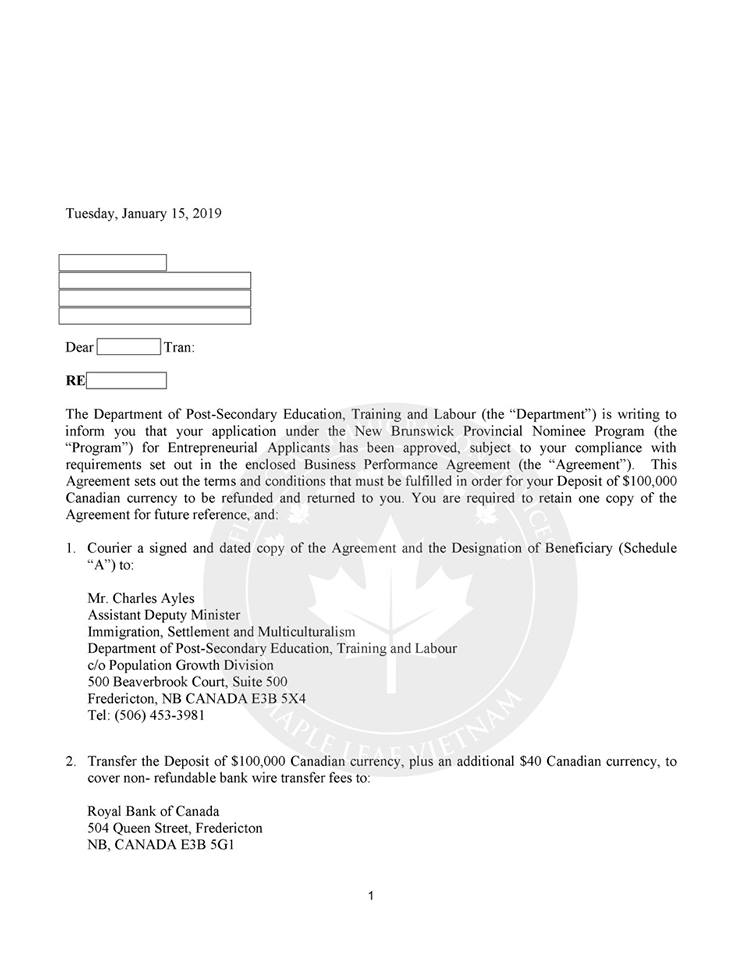 Tuesday, January 15, 2019
Dear Tran:
RE
The Department of Post-Secondary Education, Training and Labour (the “Department”) is writing to
inform you that your application under the New Brunswick Provincial Nominee Program (the
“Program”) for Entrepreneurial Applicants has been approved, subject to your compliance with
requirements set out in the enclosed Business Performance Agreement (the “Agreement”). This
Agreement sets out the terms and conditions that must be fulfilled in order for your Deposit of $100,000
Canadian currency to be refunded and returned to you. You are required to retain one copy of the
Agreement for future reference, and:
1. Courier a signed and dated copy of the Agreement and the Designation of Beneficiary (Schedule
“A”) to:
Mr. Charles Ayles
Assistant Deputy Minister
Immigration, Settlement and Multiculturalism
Department of Post-Secondary Education, Training and Labour
c/o Population Growth Division
500 Beaverbrook Court, Suite 500
Fredericton, NB CANADA E3B 5X4
Tel: (506) 453-3981
MAPLE LEAF VIETNAM
2. Transfer the Deposit of $100,000 Canadian currency, plus an additional $40 Canadian currency, to
cover non- refundable bank wire transfer fees to:
Royal Bank of Canada
504 Queen Street, Fredericton
NB, CANADA E3B 5G1
1